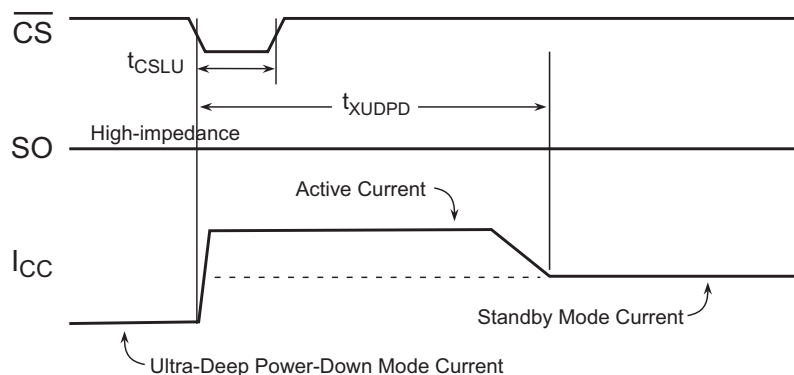 CS
tCSLU
tXUDPD
High-impedance
SO
Active Current
ICC
Standby Mode Current
Ultra-Deep Power-Down Mode Current